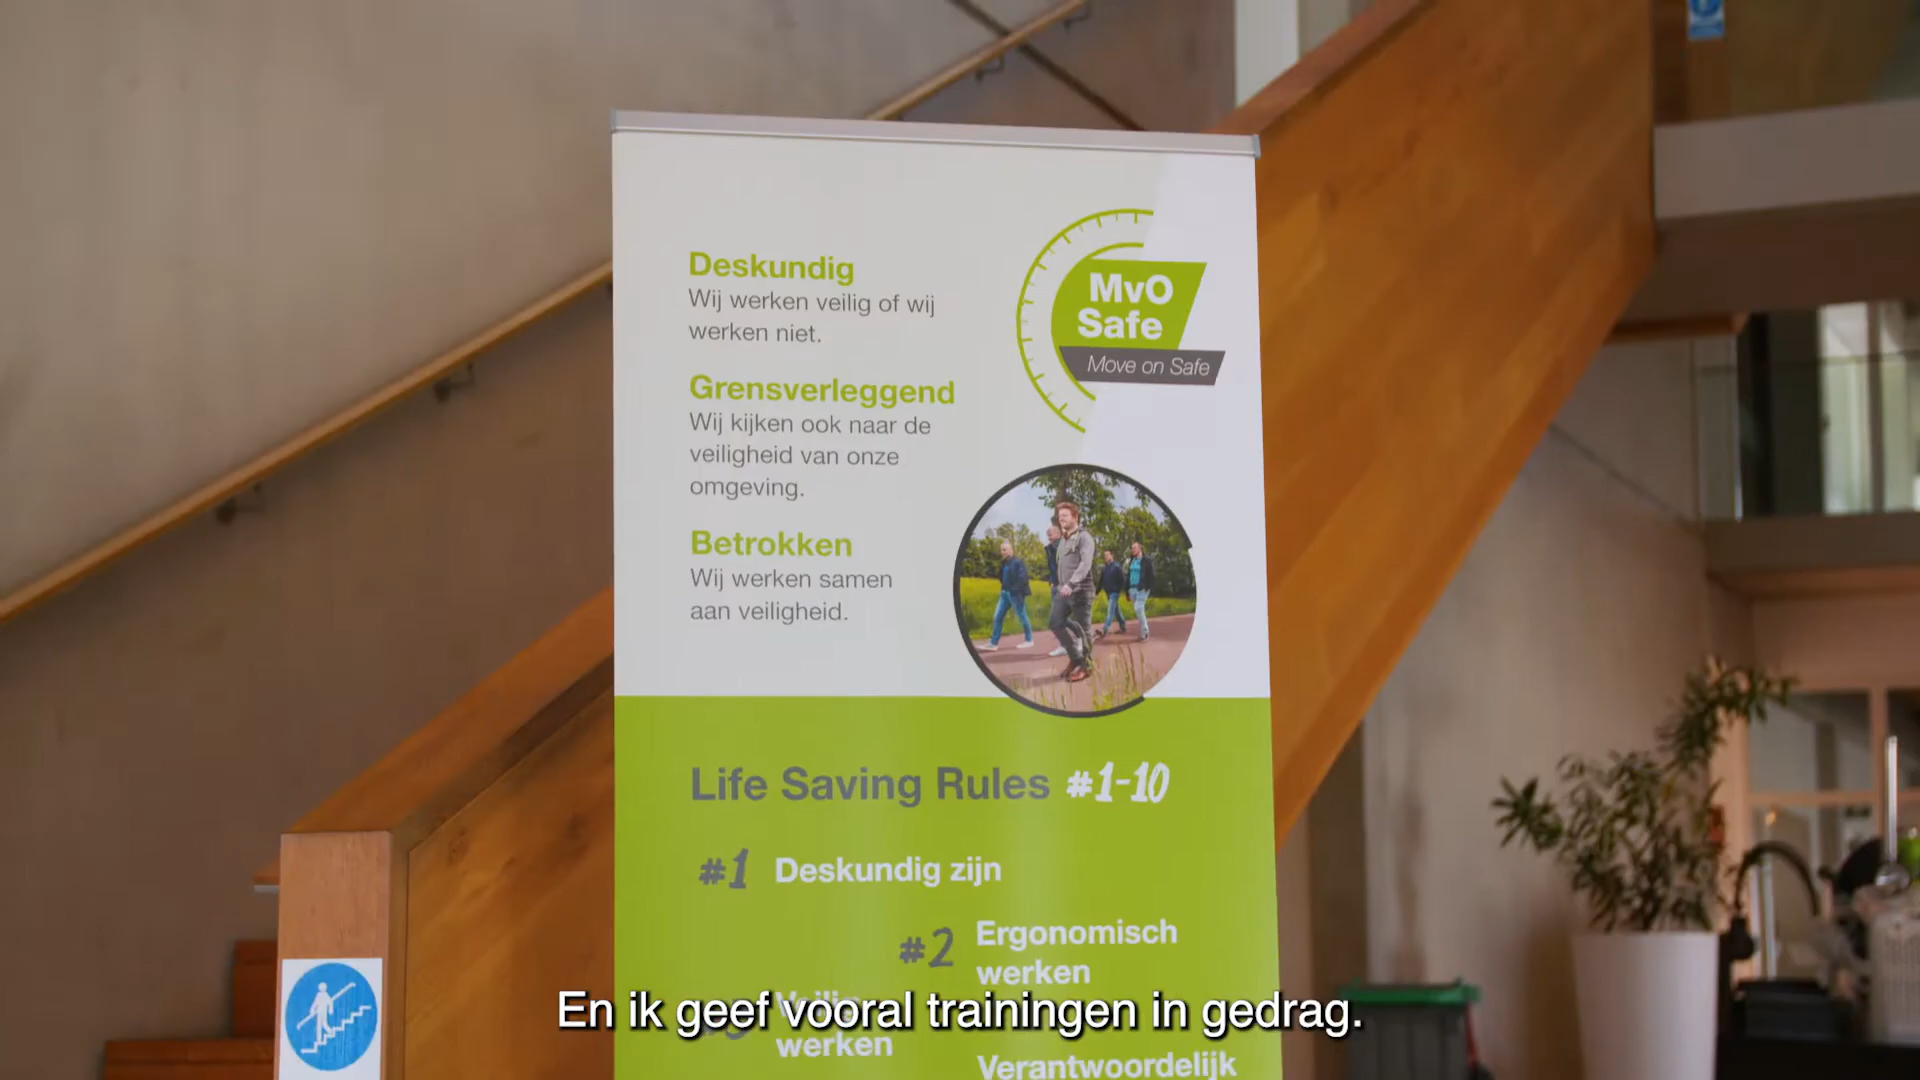 Deskundig
Wij werken veilig of wij
werken niet.
Grensverleggend
Wij kijken ook naar de
veiligheid van onze
omgeving.
Betrokken
Wij werken samen
aan veiligheid.
MvO
Safe
Move on Safe
Life Saving Rules #1-10
#1 Deskundig zijn
#2 Ergonomisch
werken
Veilig
werken
Verantwoordelijk
En ik geef vooral trainingen in gedrag.